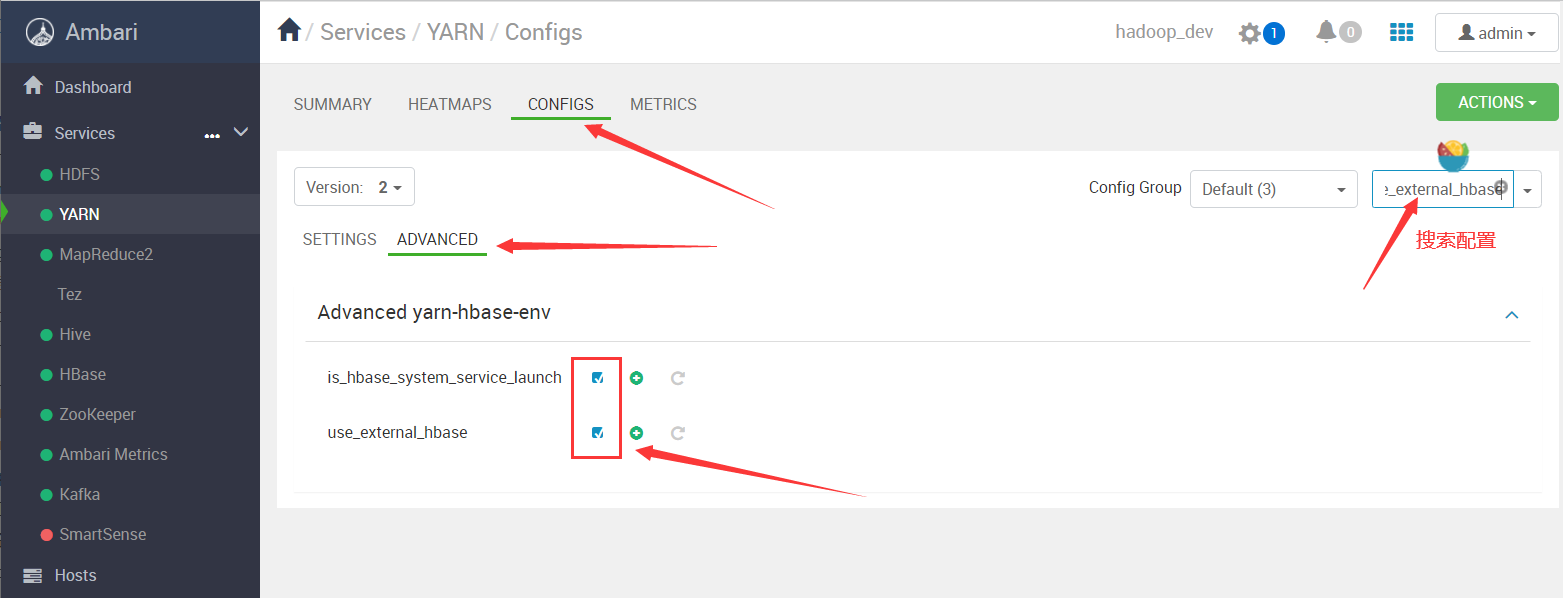 Ambari
/ Services / YARN / Configs
hadoop_dev
1
0
admin
Dashboard
Services
HDFS
YARN
MapReduce2
Tez
Hive
HBase
ZooKeeper
Ambari Metrics
Kafka
SmartSense
Hosts
SUMMARY
HEATMAPS
CONFIGS
METRICS
ACTIONS
Version: 2
Config Group
Default (3)
_external_hbase
搜索配置
SETTINGS
ADVANCED
Advanced yarn-hbase-env
is_hbase_system_service_launch
use_external_hbase